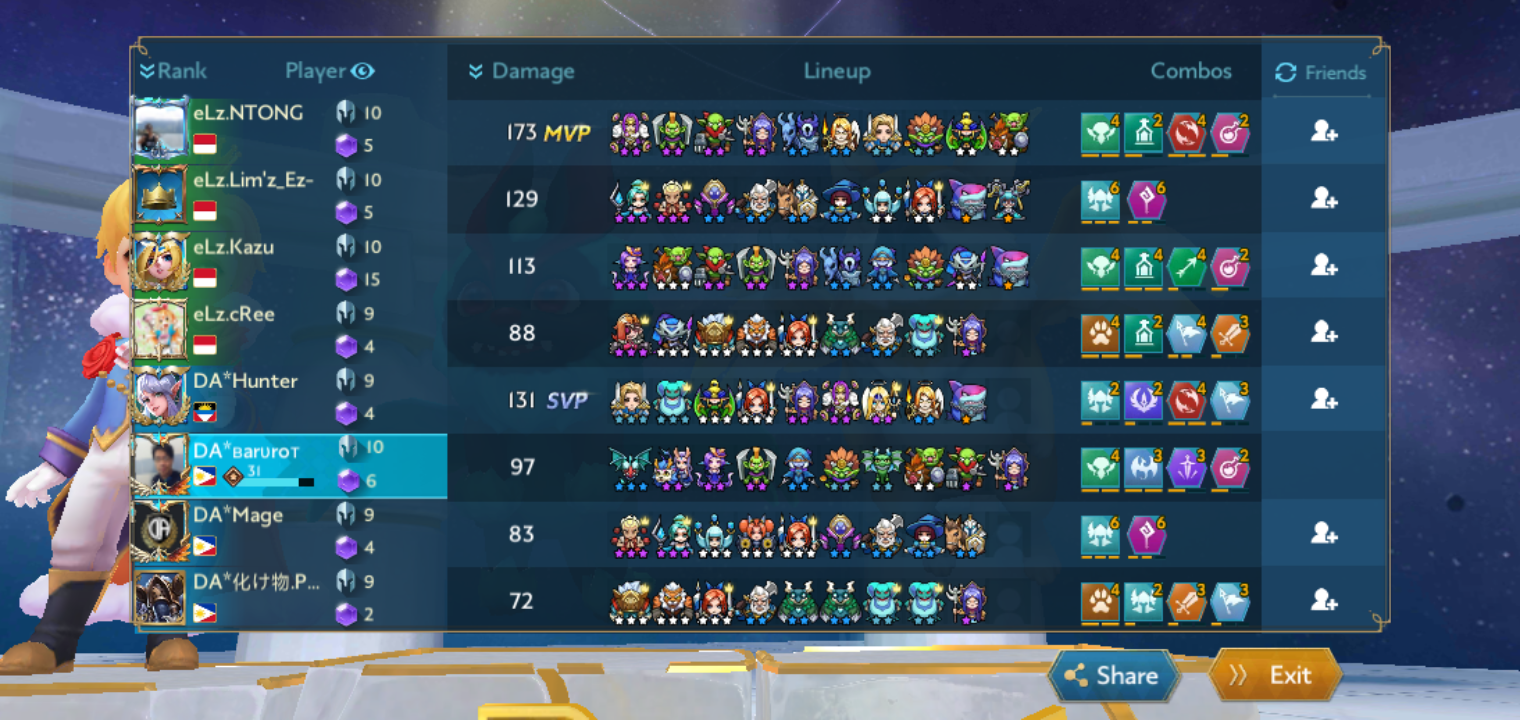 Rank Player Damage Lineup Combos Friends
eLz.NTONG 10 173 MVP 4 2 4 2
5
eLz.Lim'z_Ez- 10 129 6 6
5
eLz.Kazu 10 113 4 4 4 2
15
eLz.cRee 9 88 4 2 4 3
4
DA*Hunter 9 131 SVP 2 2 4 3
4
DA*ʙᴀrᴜroᴛ 10 97 4 3 3 2
31 6
DA*Mage 9 83 6 6
4
DA*化け物.P... 9 72 4 2 3 3
2
Share Exit